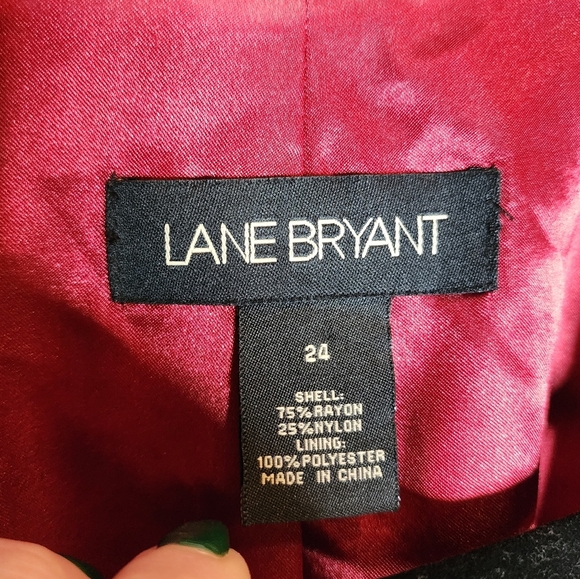 LANE BRYANT
24
SHELL:
75%RAYON
25%NYLON
LINING:
100%POLYESTER
MADE IN CHINA